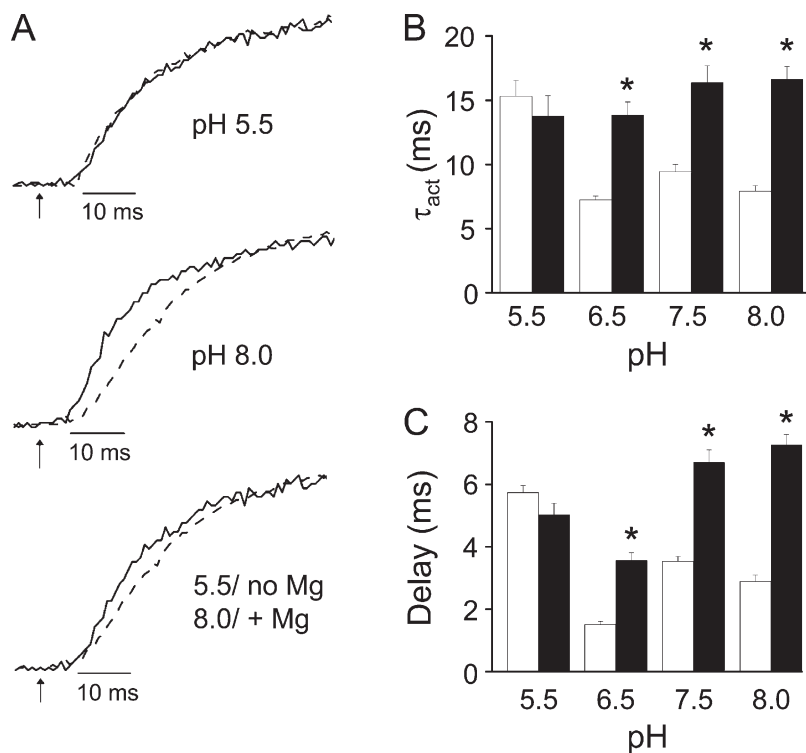 A
pH 5.5
10 ms
pH 8.0
10 ms
5.5/ no Mg
8.0/ + Mg
10 ms
B
20
15
10
5
0
τact (ms)
* * *
5.5 6.5 7.5 8.0
pH
C
8
6
4
2
0
Delay (ms)
* * *
5.5 6.5 7.5 8.0
pH